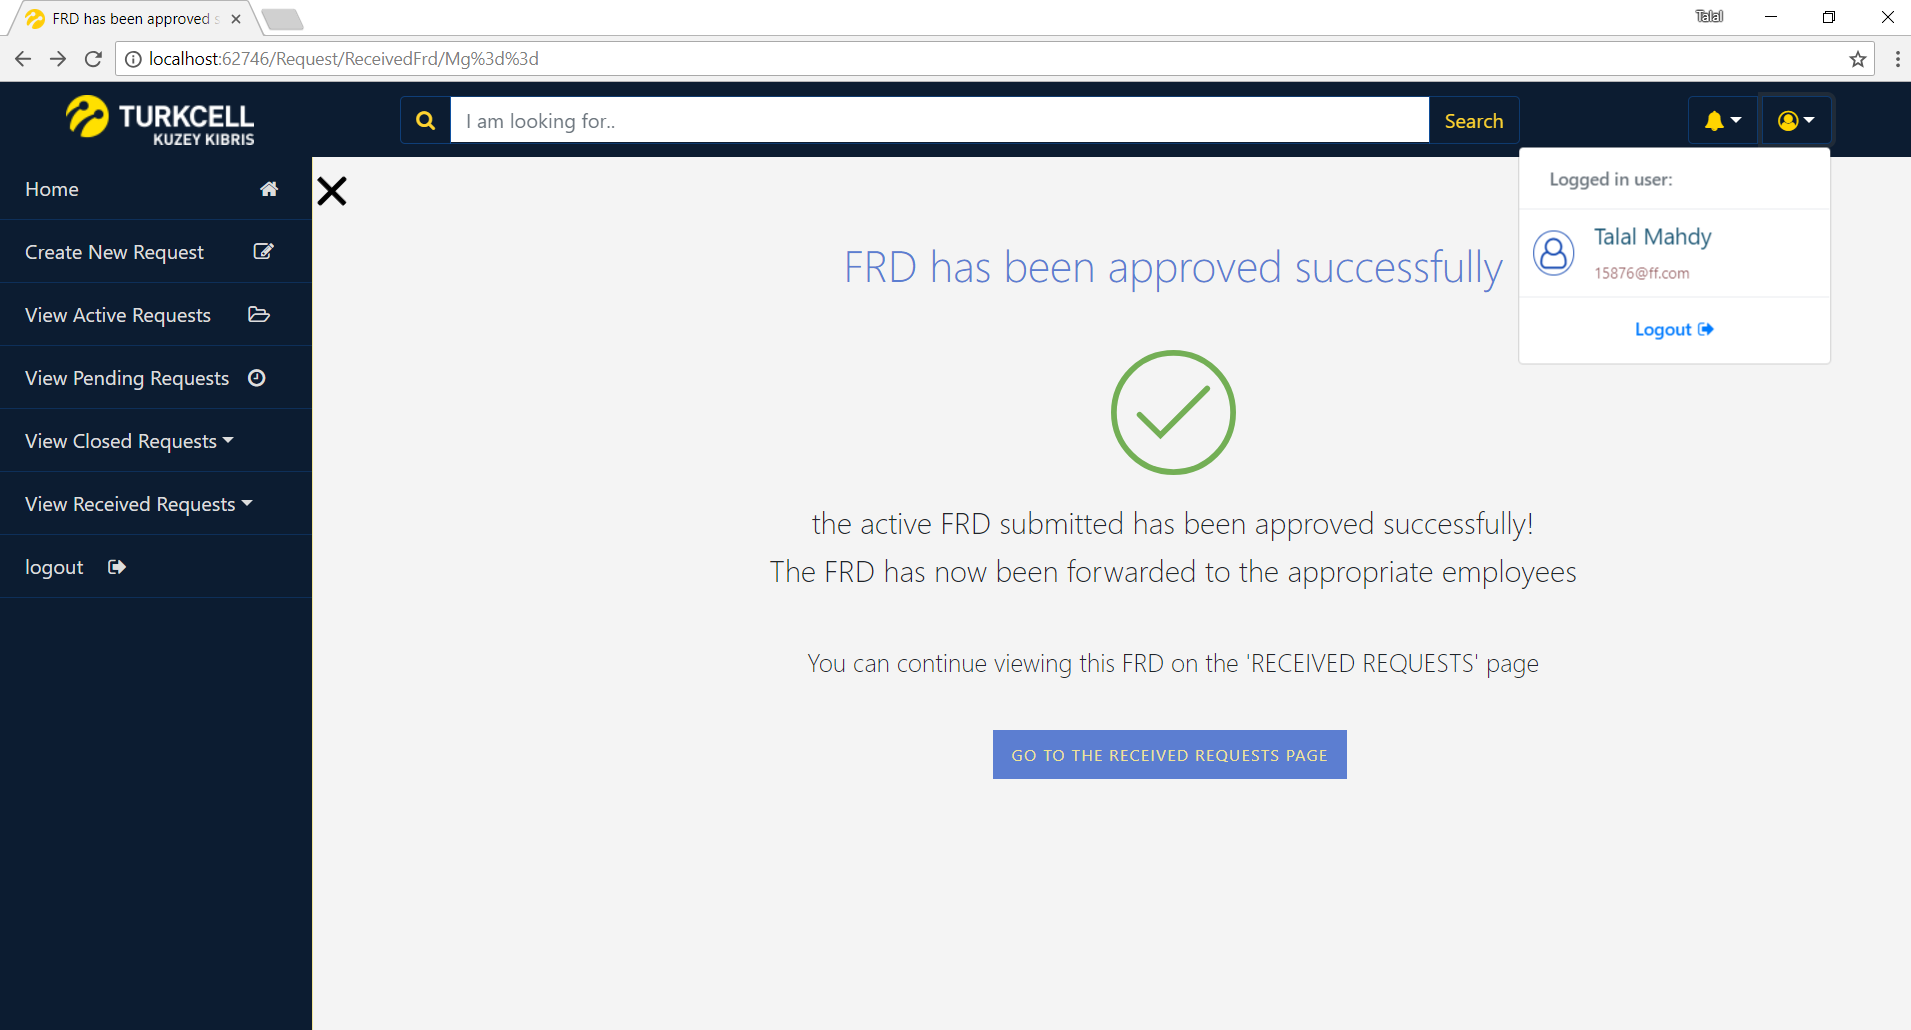 FRD has been approved s
Talal
localhost:62746/Request/ReceivedFrd/Mg%3d%3d
TURKCELL
KUZEY KIBRIS
I am looking for..
Search
Logged in user:
Talal Mahdy
15876@ff.com
Logout
Home
Create New Request
View Active Requests
View Pending Requests
View Closed Requests
View Received Requests
logout
FRD has been approved successfully
the active FRD submitted has been approved successfully!
The FRD has now been forwarded to the appropriate employees
You can continue viewing this FRD on the 'RECEIVED REQUESTS' page
GO TO THE RECEIVED REQUESTS PAGE